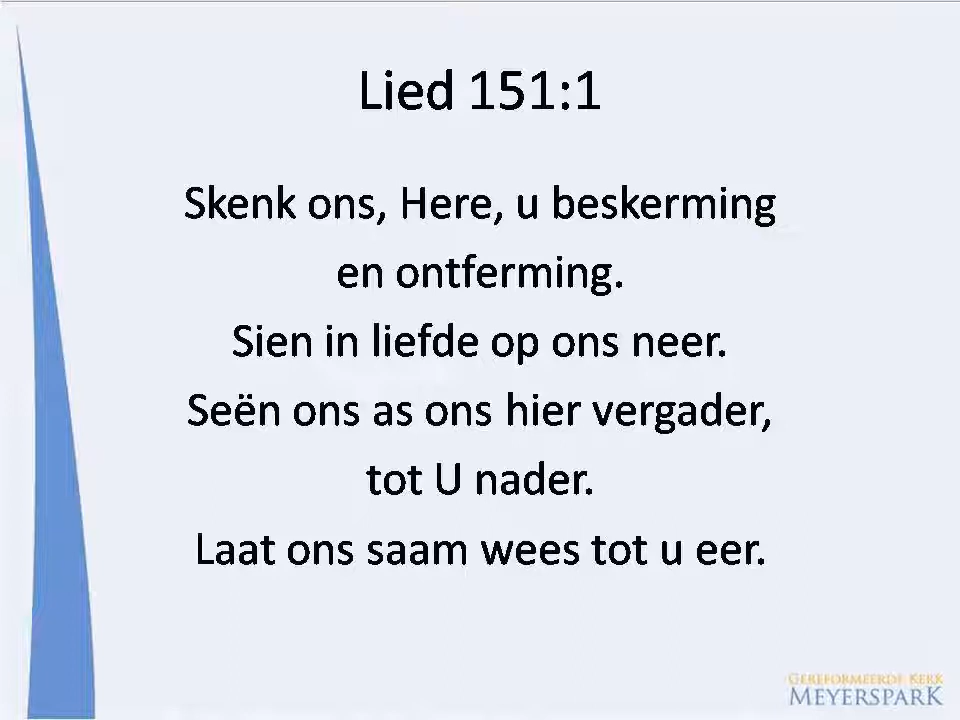 Lied 151:1
Skenk ons, Here, u beskerming
en ontferming.
Sien in liefde op ons neer.
Seën ons as ons hier vergader,
tot U nader.
Laat ons saam wees tot u eer.
GEREFORMEERDE KERK
MEYERSPARK